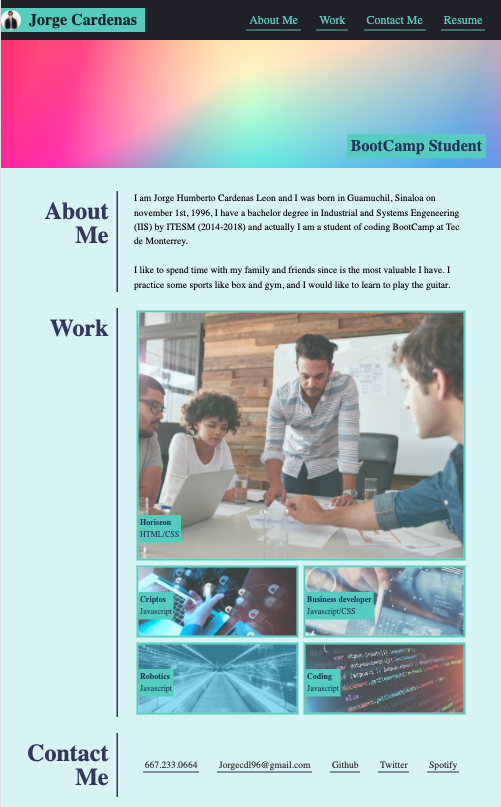 Jorge Cardenas
About Me
Work
Contact Me
Resume
BootCamp Student
About
Me
I am Jorge Humberto Cardenas Leon and I was born in Guamuchil, Sinaloa on
november 1st, 1996, I have a bachelor degree in Industrial and Systems Engeneering
(IIS) by ITESM (2014-2018) and actually I am a student of coding BootCamp at Tec
de Monterrey.
I like to spend time with my family and friends since is the most valuable I have. I
practice some sports like box and gym, and I would like to learn to play the guitar.
Work
Horiseon
HTML/CSS
Criptos
Javascript
Business developer
Javascript/CSS
Robotics
Javascript
Coding
Javascript
Contact
Me
667.233.0664
Jorgecdl96@gmail.com
Github
Twitter
Spotify